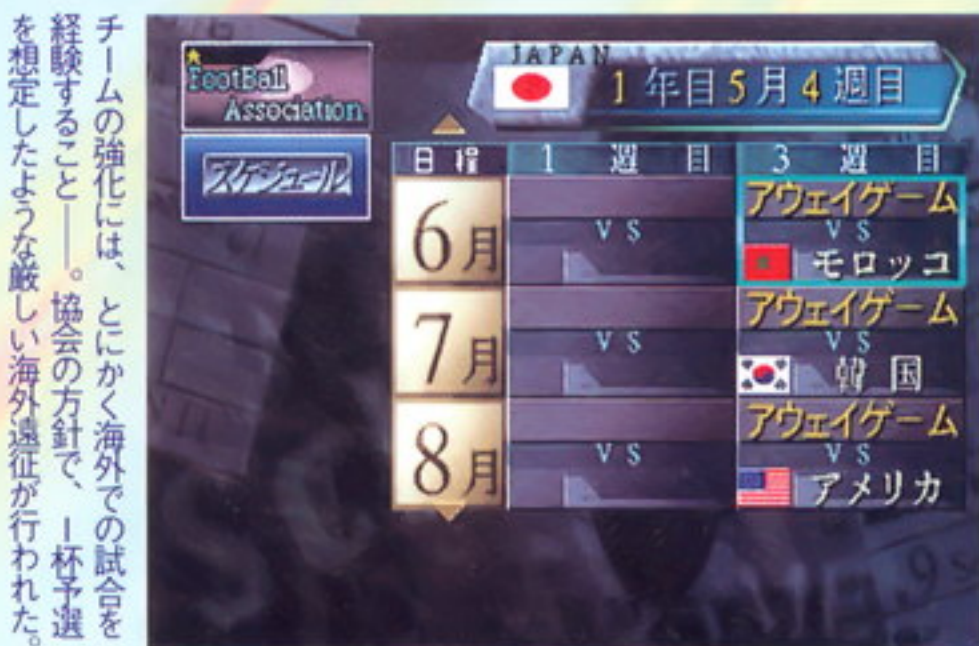 チームの強化には、とにかく海外での試合を
経験すること――。協会の方針で、I杯予選
を想定したような厳しい海外遠征が行われた。
FootBall
Association
スケジュール
JAPAN
1年目5月4週目
日程 1週目 3週目
6月
VS
アウェイゲーム
VS
モロッコ
7月
VS
アウェイゲーム
VS
韓国
8月
VS
アウェイゲーム
VS
アメリカ